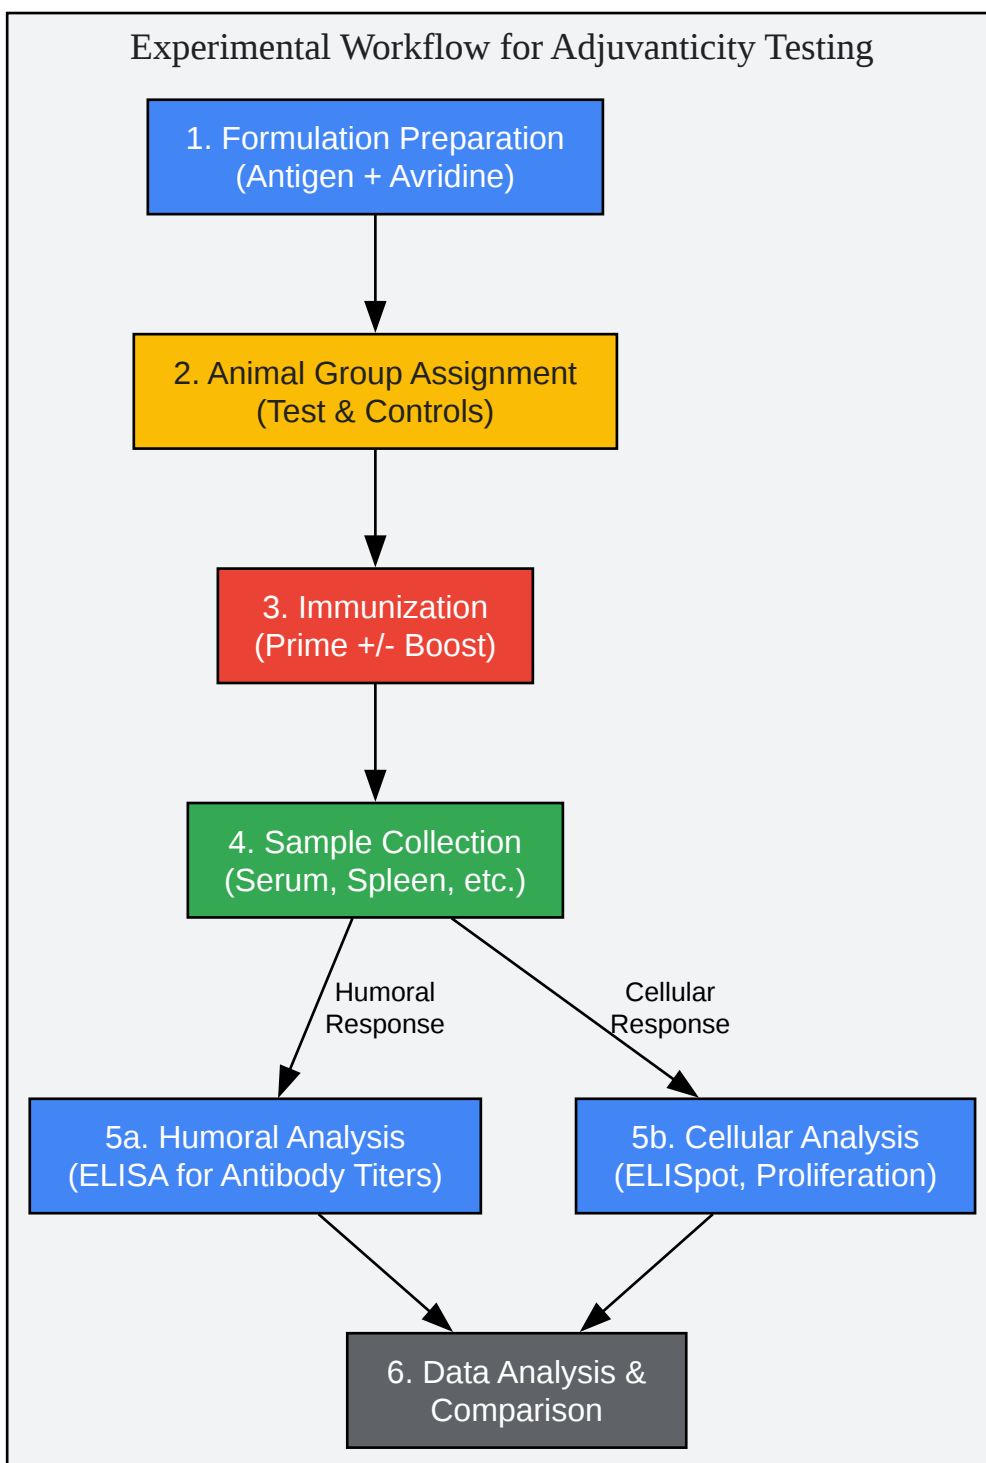 Experimental Workflow for Adjuvanticity Testing
1. Formulation Preparation
(Antigen + Avridine)
2. Animal Group Assignment
(Test & Controls)
3. Immunization
(Prime +/- Boost)
4. Sample Collection
(Serum, Spleen, etc.)
Humoral
Response
Cellular
Response
5a. Humoral Analysis
(ELISA for Antibody Titers)
5b. Cellular Analysis
(ELISpot, Proliferation)
6. Data Analysis &
Comparison